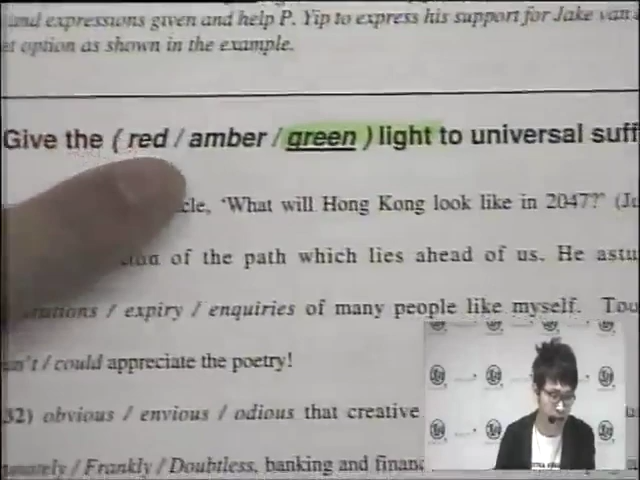 and expressions given and help P. Yip to express his support for Jake van
et option as shown in the example.
Give the ( red / amber / green ) light to universal suff
cle, ‘What will Hong Kong look like in 2047?’ (Ju
of the path which lies ahead of us. He astu
/ expiry / enquiries of many people like myself. Tou
n't / could appreciate the poetry!
32) obvious / envious / odious that creative
/ Frankly / Doubtless, banking and finan